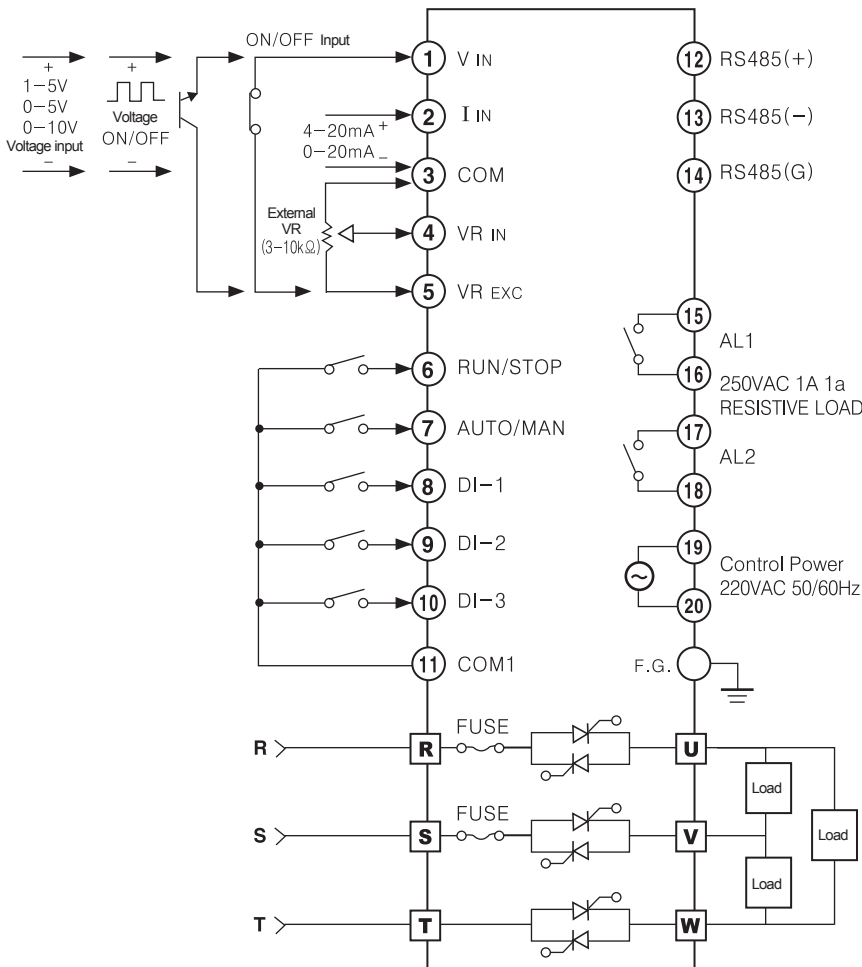 +
1-5V
0-5V
0-10V
Voltage input
-
+
Voltage
ON/OFF
-
ON/OFF Input
4-20mA +
0-20mA -
External
VR
(3-10kΩ)
1 V IN
2 I IN
3 COM
4 VR IN
5 VR EXC
6 RUN/STOP
7 AUTO/MAN
8 DI-1
9 DI-2
10 DI-3
11 COM1
12 RS485(+)
13 RS485(-)
14 RS485(G)
15
AL1
16
250VAC 1A 1a
RESISTIVE LOAD
17
AL2
18
19
Control Power
220VAC 50/60Hz
20
F.G.
R R FUSE U
Load
S S FUSE V
Load
Load
T T W